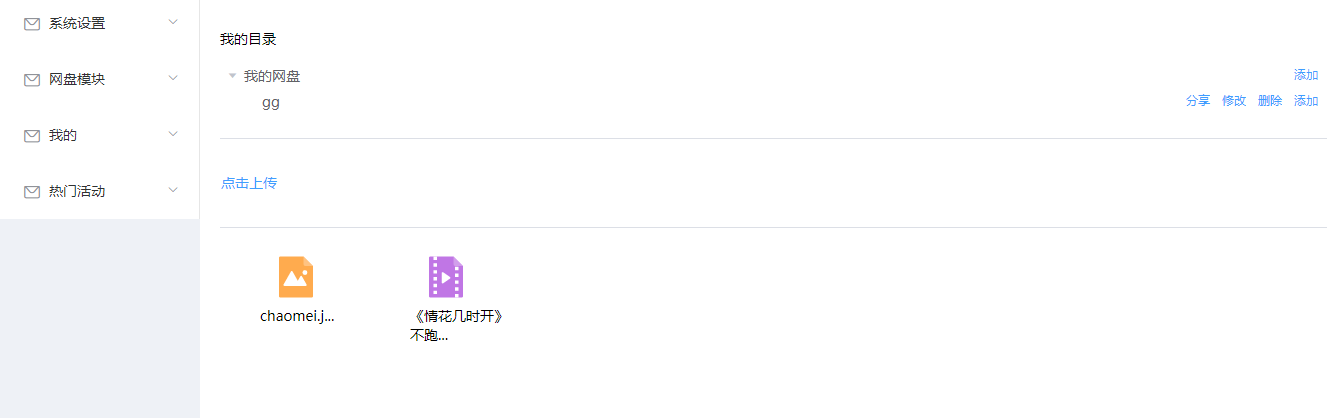 系统设置
网盘模块
我的
热门活动
我的目录
我的网盘 添加
gg 分享 修改 删除 添加
点击上传
chaomei.j...
《情花几时开》
不跑...